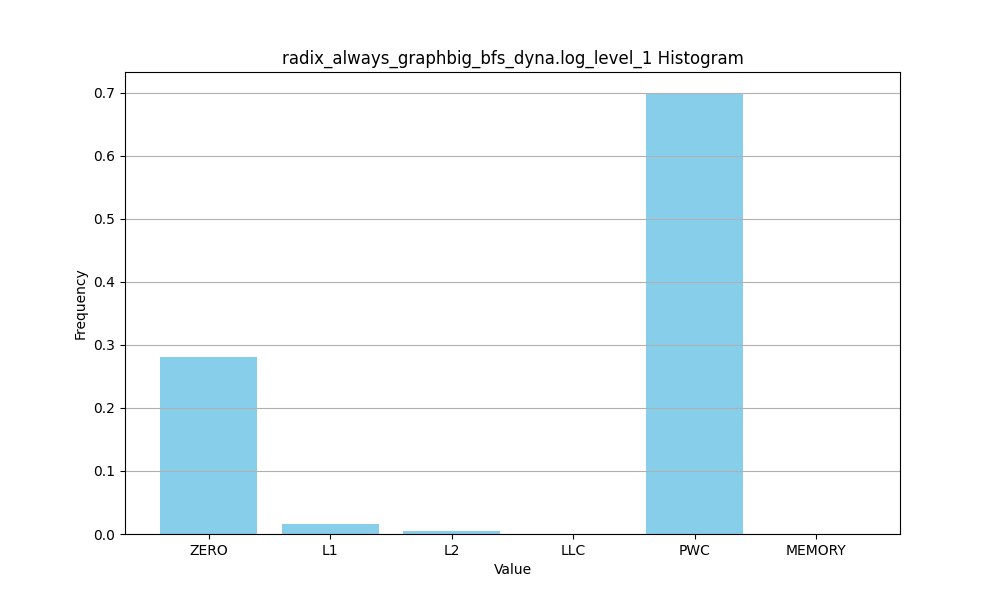 radix_always_graphbig_bfs_dyna.log_level_1 Histogram
Frequency
0.7
0.6
0.5
0.4
0.3
0.2
0.1
0.0
ZERO L1 L2 LLC PWC MEMORY
Value